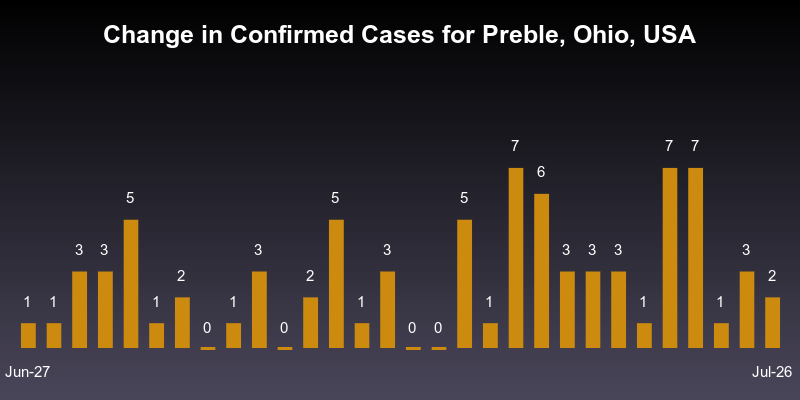 Change in Confirmed Cases for Preble, Ohio, USA
1 1 3 3 5 1 2 0 1 3 0 2 5 1 3 0 0 5 1 7 6 3 3 3 1 7 7 1 3 2
Jun-27 Jul-26